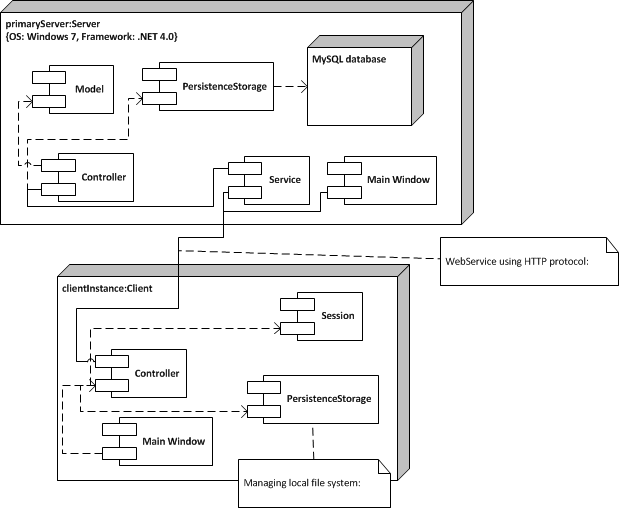 primaryServer:Server
{OS: Windows 7, Framework: .NET 4.0}
MySQL database
Model
PersistenceStorage
Controller
Service
Main Window
WebService using HTTP protocol:
clientInstance:Client
Session
Controller
PersistenceStorage
Main Window
Managing local file system: